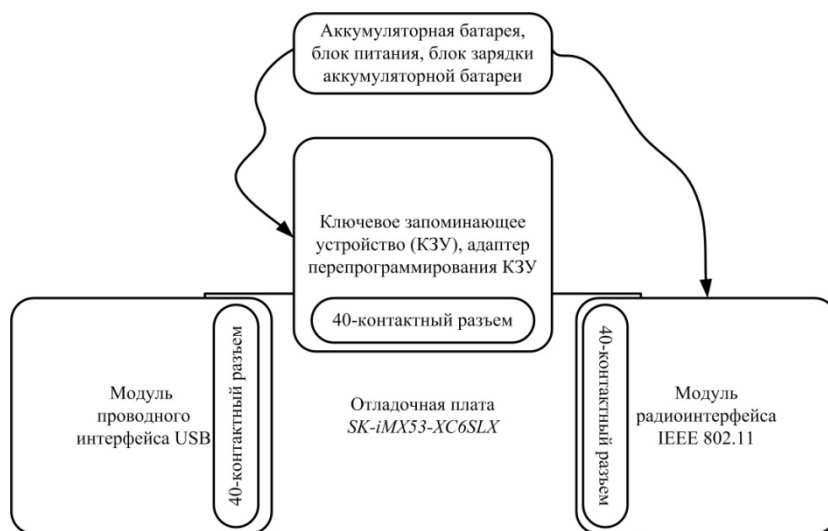 Аккумуляторная батарея,
блок питания, блок зарядки
аккумуляторной батареи
Ключевое запоминающее
устройство (КЗУ), адаптер
перепрограммирования КЗУ
40-контактный разъем
Модуль
проводного
интерфейса USB
40-контактный разъем
Отладочная плата
SK-iMX53-XC6SLX
40-контактный разъем
Модуль
радиоинтерфейса
IEEE 802.11